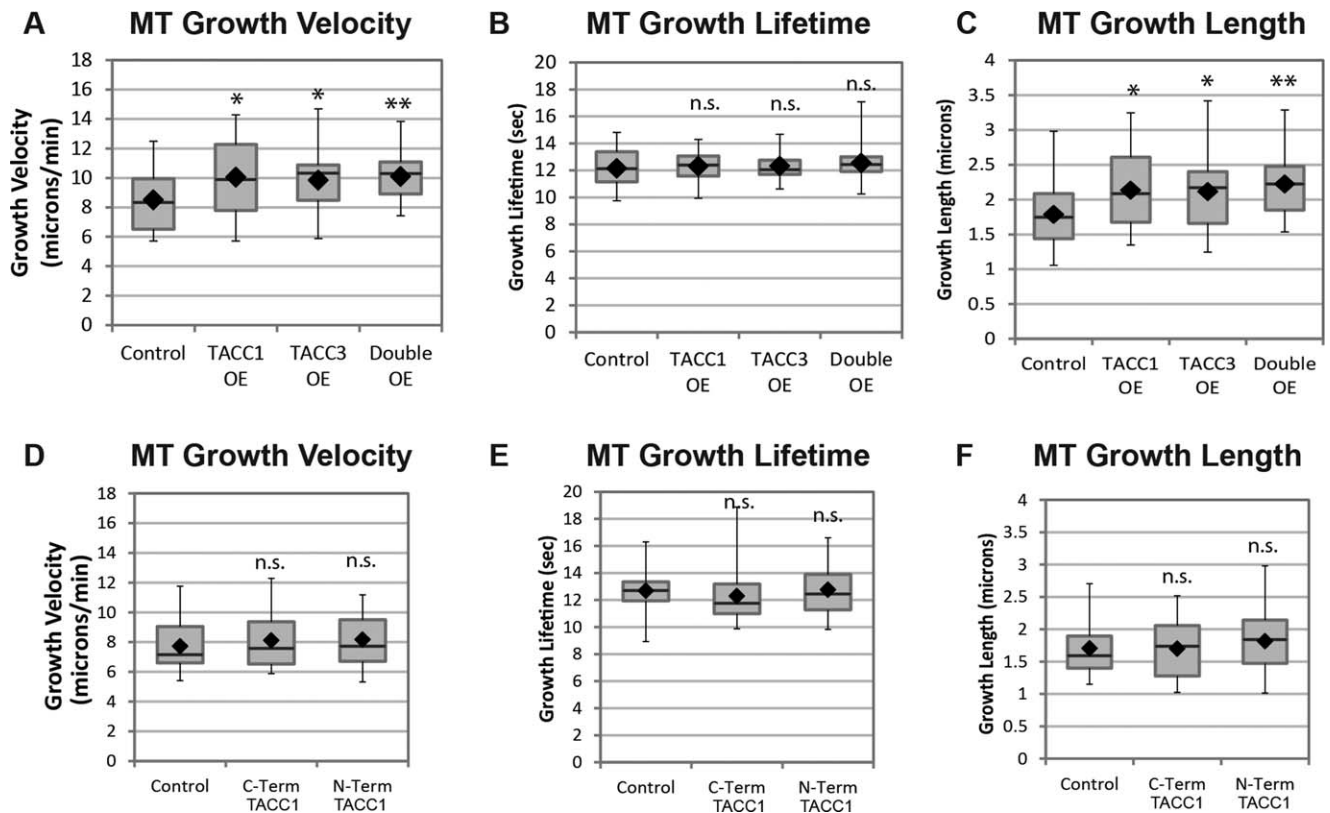 A MT Growth Velocity
Growth Velocity
(microns/min)
18
16
14
12
10
8
6
4
2
0
* * **
Control TACC1 TACC3 Double
OE OE OE
B MT Growth Lifetime
Growth Lifetime (sec)
20
18
16
14
12
10
8
6
4
2
0
n.s. n.s. n.s.
Control TACC1 TACC3 Double
OE OE OE
C MT Growth Length
Growth Length (microns)
4
3.5
3
2.5
2
1.5
1
0.5
0
* * **
Control TACC1 TACC3 Double
OE OE OE
D MT Growth Velocity
Growth Velocity
(microns/min)
18
16
14
12
10
8
6
4
2
0
n.s. n.s.
Control C-Term N-Term
TACC1 TACC1
E MT Growth Lifetime
Growth Lifetime (sec)
20
18
16
14
12
10
8
6
4
2
0
n.s. n.s.
Control C-Term N-Term
TACC1 TACC1
F MT Growth Length
Growth Length (microns)
4
3.5
3
2.5
2
1.5
1
0.5
0
n.s. n.s.
Control C-Term N-Term
TACC1 TACC1